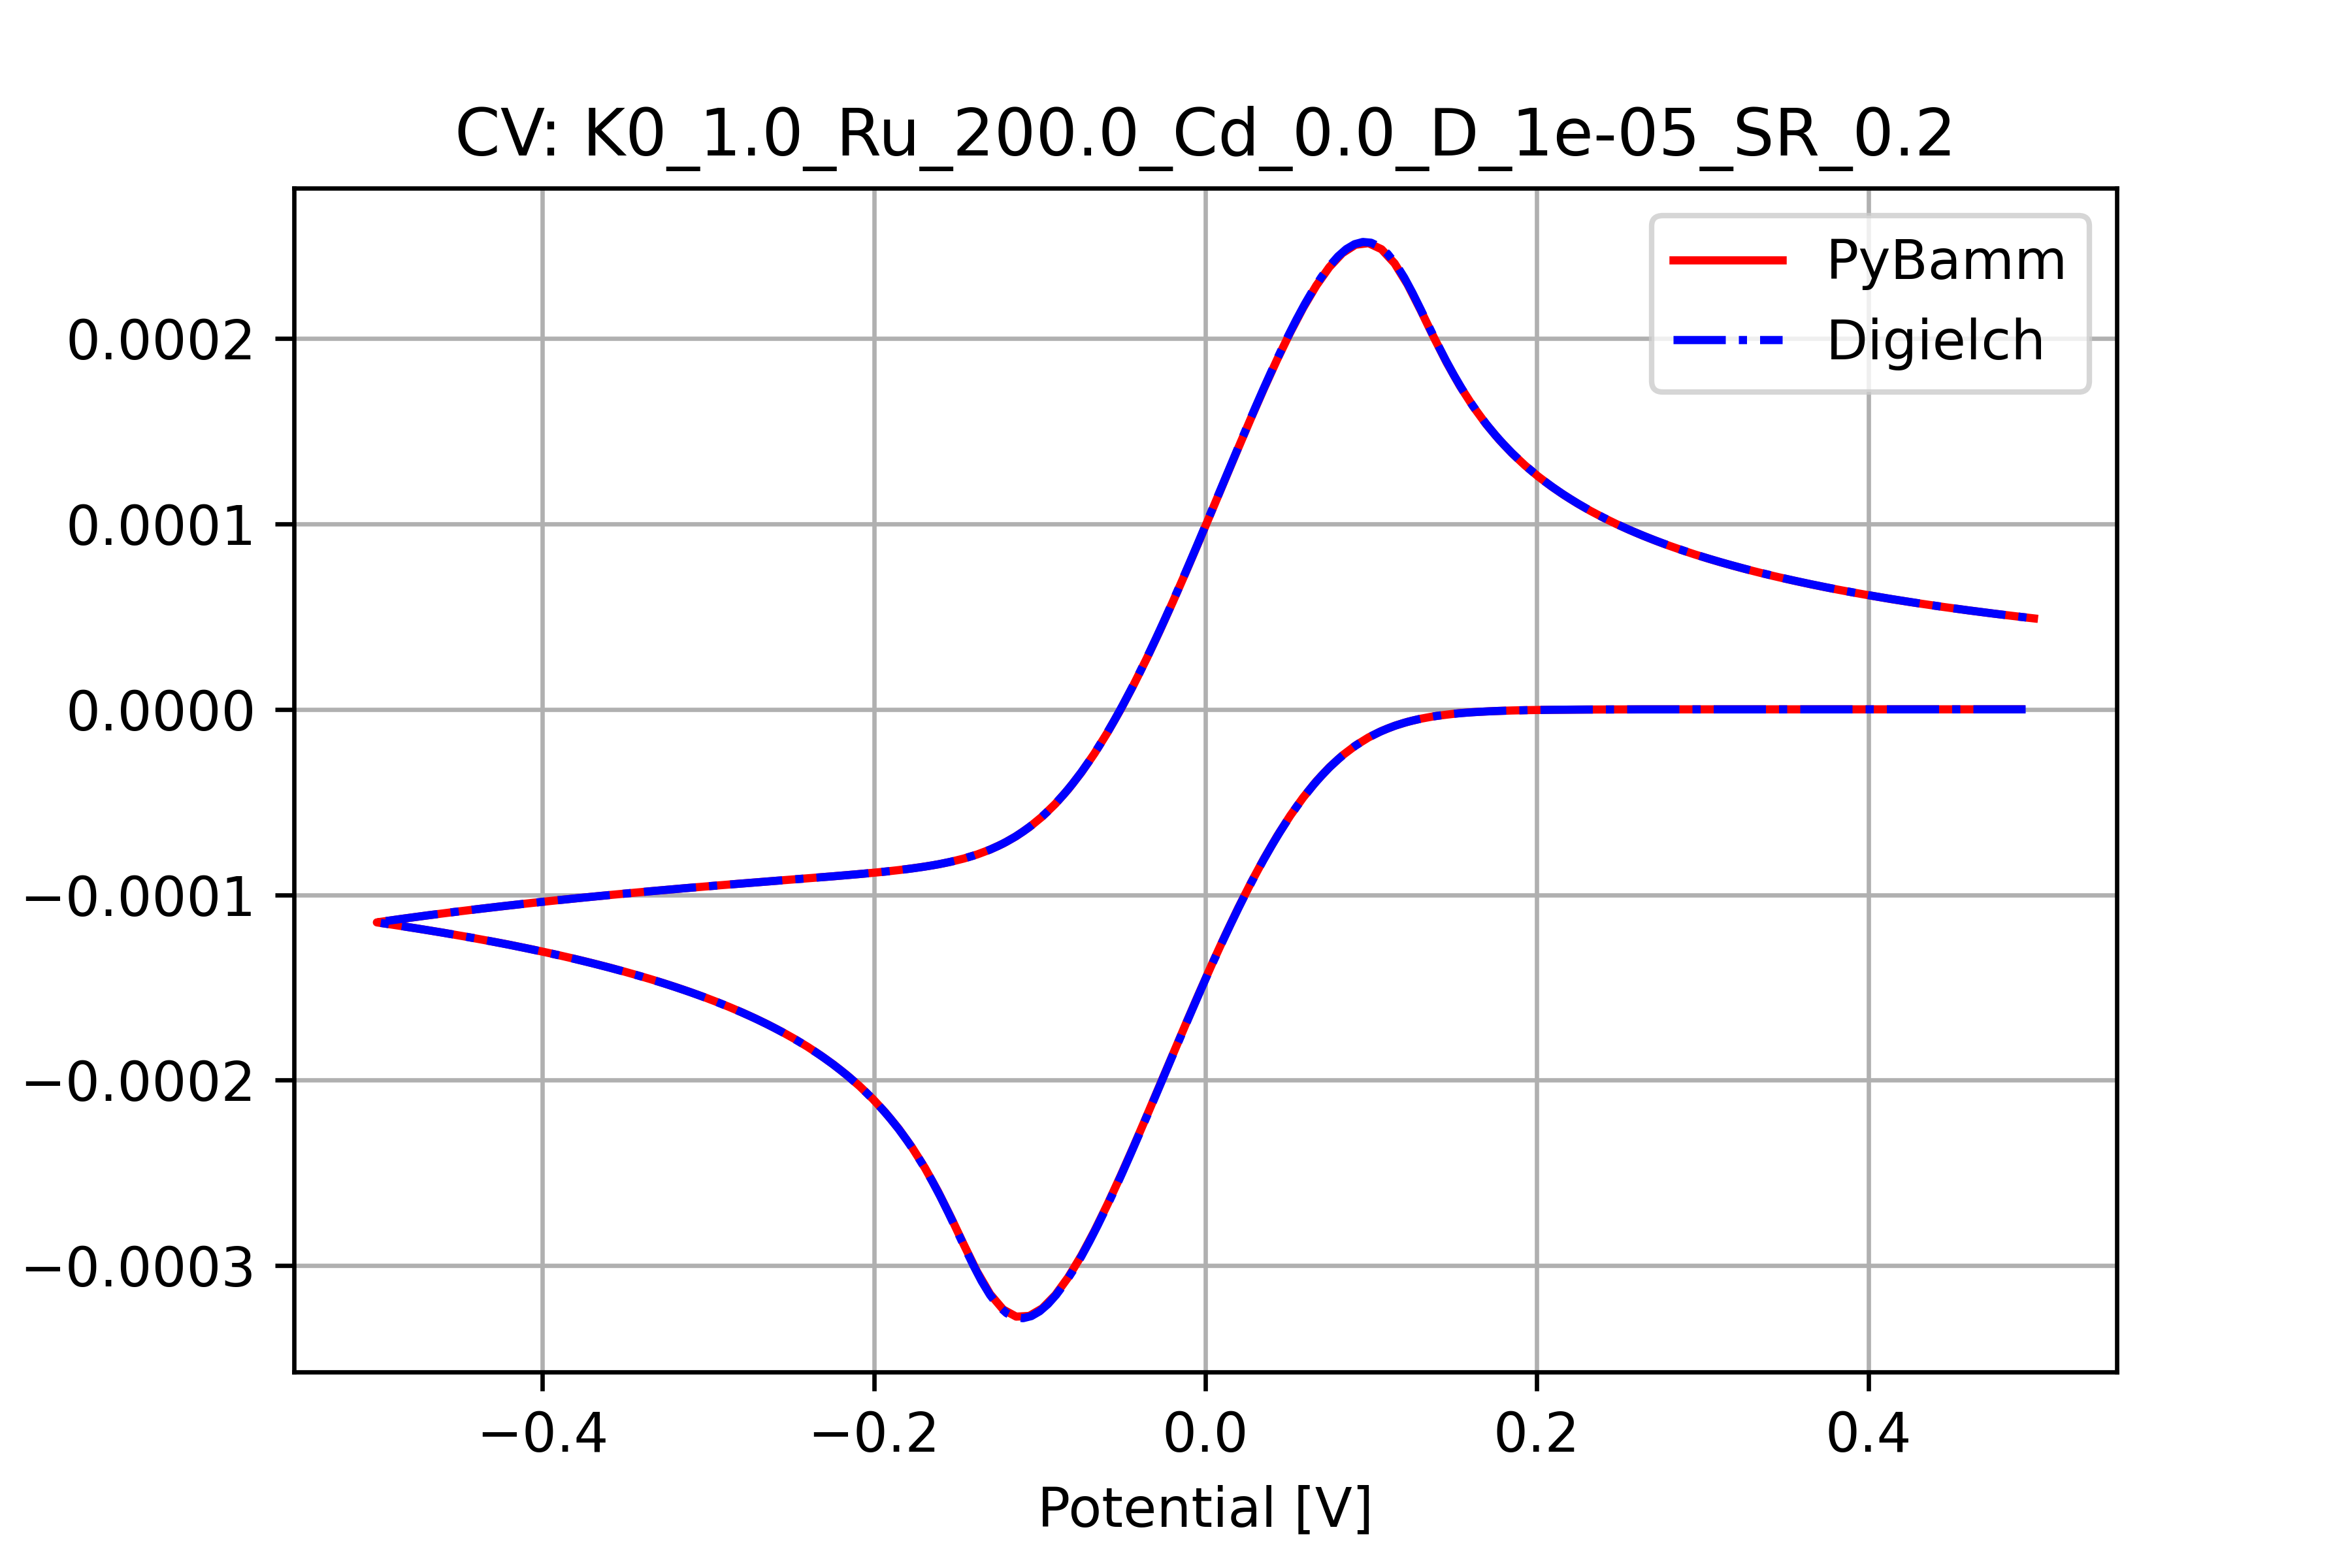 CV: K0_1.0_Ru_200.0_Cd_0.0_D_1e-05_SR_0.2
PyBamm
Digielch
0.0002
0.0001
0.0000
−0.0001
−0.0002
−0.0003
−0.4 −0.2 0.0 0.2 0.4
Potential [V]